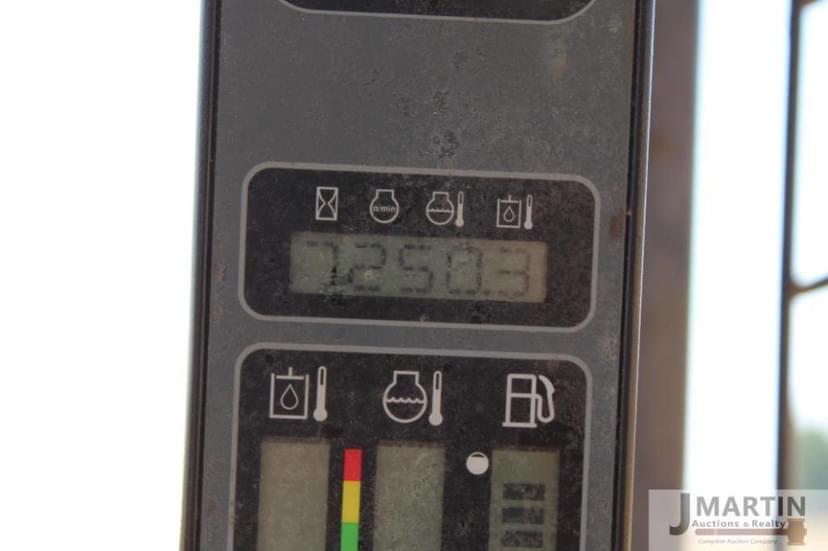 n/min
7250.3
J MARTIN
Auctions & Realty
Complete Auction Company